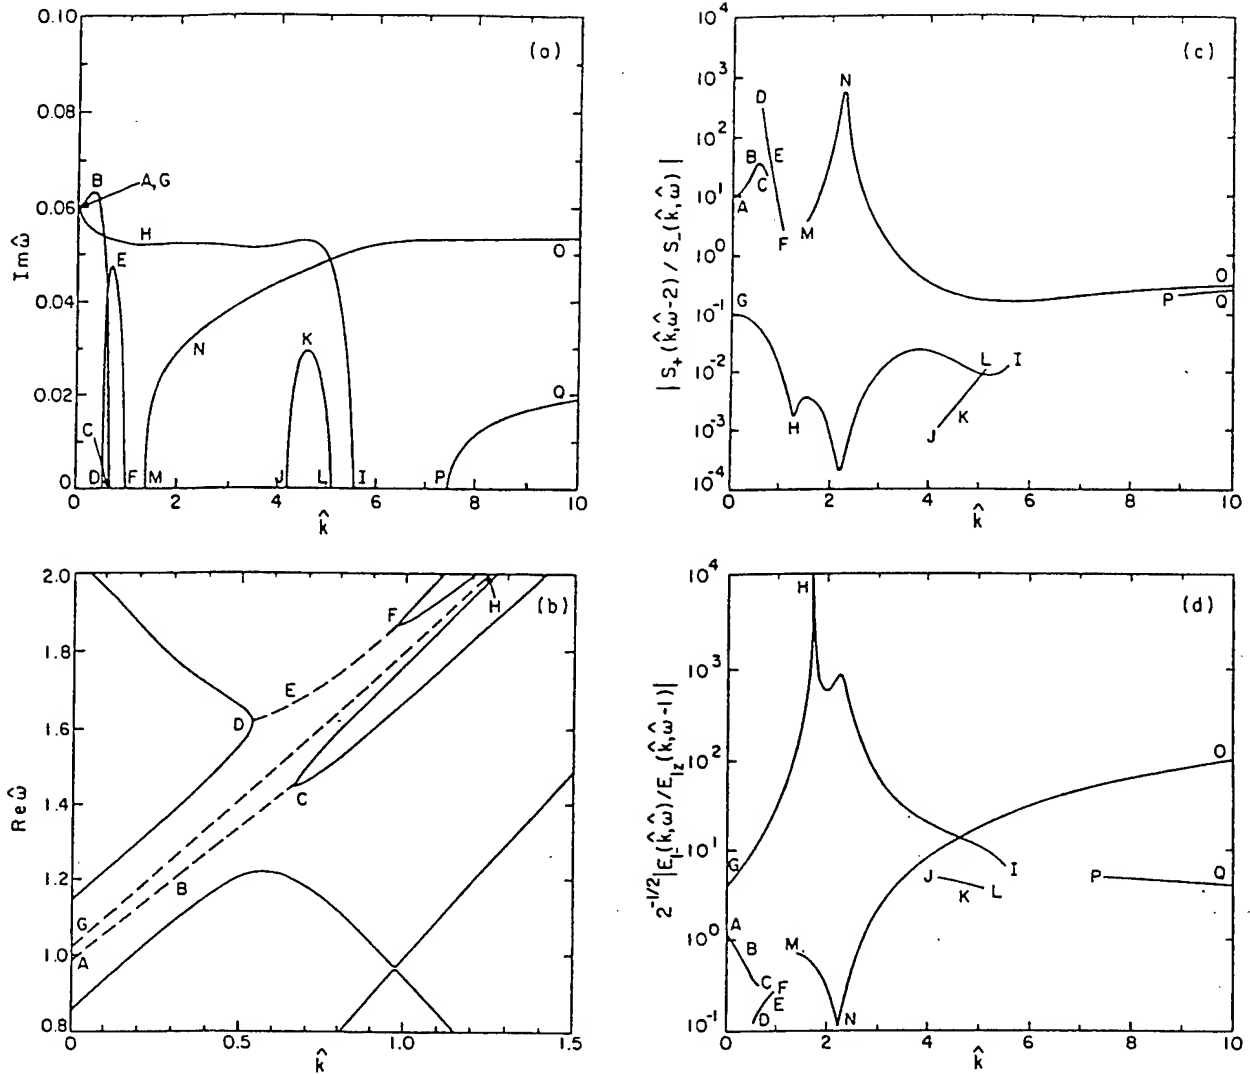 0.10
0.08
0.06
0.04
0.02
0
Im ω̂
(a)
B
A,G
H
E
N
K
O
Q
C
D
F
M
J
L
I
P
0
2
4
6
8
10
k̂
10⁴
10³
10²
10¹
10⁰
10⁻¹
10⁻²
10⁻³
10⁻⁴
| S₊(k̂,ω̂-2) / S₋(k̂,ω̂) |
(c)
N
D
B
E
C
A
F
M
O
P
Q
G
L
I
K
J
H
0
2
4
6
8
10
k̂
2.0
1.8
1.6
1.4
1.2
1.0
0.8
Re ω̂
(b)
F
H
E
D
C
B
G
A
0
0.5
1.0
1.5
k̂
10⁴
10³
10²
10¹
10⁰
10⁻¹
2⁻¹/²|E₁₋(k̂,ω̂)/E₁z(k̂,ω̂-1)|
(d)
H
O
G
I
J
K
L
P
Q
A
B
M
C
F
E
D
N
0
2
4
6
8
10
k̂